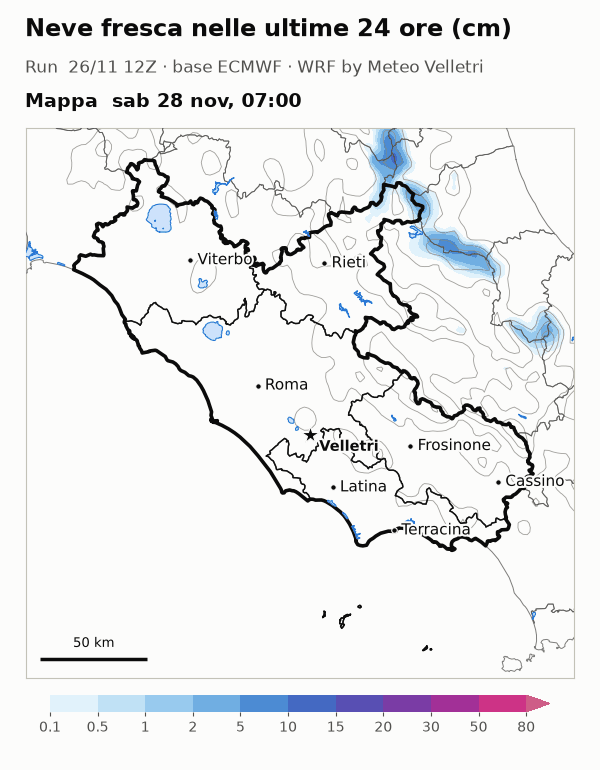 Neve fresca nelle ultime 24 ore (cm)
Run  26/11 12Z · base ECMWF · WRF by Meteo Velletri
Mappa  sab 28 nov, 07:00
Viterbo
Rieti
Roma
Velletri
Frosinone
Latina
Cassino
Terracina
50 km
0.1 0.5 1 2 5 10 15 20 30 50 80